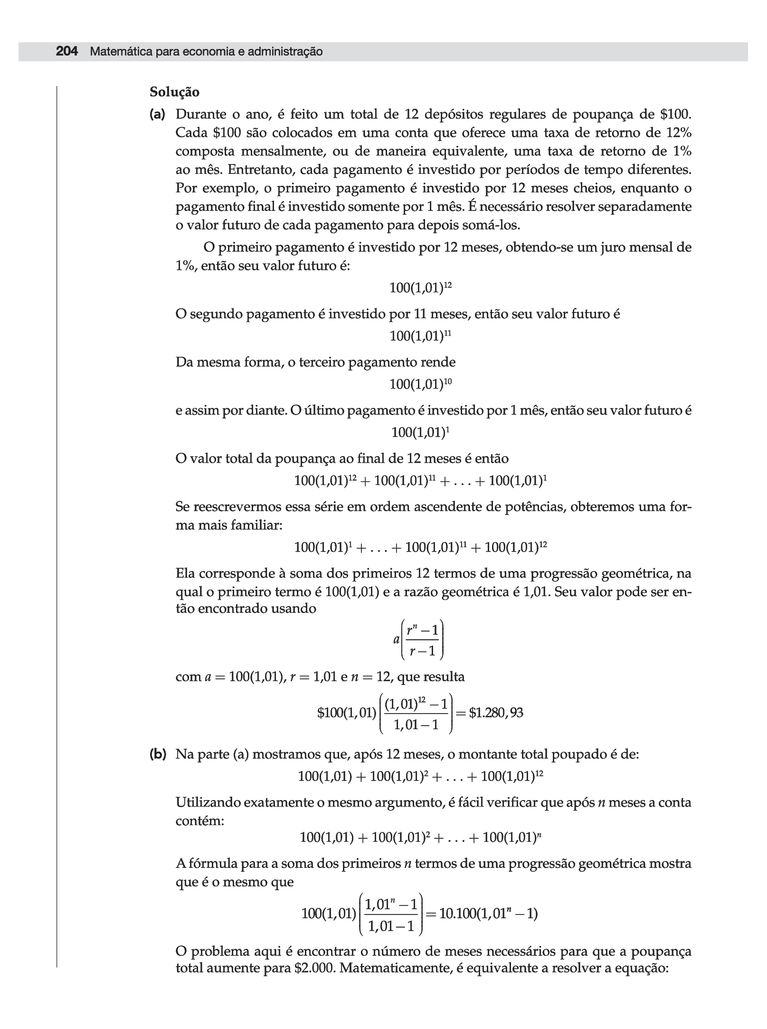 204 Matemática para economia e administração
Solução
(a) Durante o ano, é feito um total de 12 depósitos regulares de poupança de $100.
Cada $100 são colocados em uma conta que oferece uma taxa de retorno de 12%
composta mensalmente, ou de maneira equivalente, uma taxa de retorno de 1%
ao mês. Entretanto, cada pagamento é investido por períodos de tempo diferentes.
Por exemplo, o primeiro pagamento é investido por 12 meses cheios, enquanto o
pagamento final é investido somente por 1 mês. É necessário resolver separadamente
o valor futuro de cada pagamento para depois somá-los.
O primeiro pagamento é investido por 12 meses, obtendo-se um juro mensal de
1%, então seu valor futuro é:
100(1,01)¹²
O segundo pagamento é investido por 11 meses, então seu valor futuro é
100(1,01)¹¹
Da mesma forma, o terceiro pagamento rende
100(1,01)¹⁰
e assim por diante. O último pagamento é investido por 1 mês, então seu valor futuro é
100(1,01)¹
O valor total da poupança ao final de 12 meses é então
100(1,01)¹² + 100(1,01)¹¹ + . . . + 100(1,01)¹
Se reescrevermos essa série em ordem ascendente de potências, obteremos uma for-
ma mais familiar:
100(1,01)¹ + . . . + 100(1,01)¹¹ + 100(1,01)¹²
Ela corresponde à soma dos primeiros 12 termos de uma progressão geométrica, na
qual o primeiro termo é 100(1,01) e a razão geométrica é 1,01. Seu valor pode ser en-
tão encontrado usando
a((rⁿ − 1)/(r − 1))
com a = 100(1,01), r = 1,01 e n = 12, que resulta
$100(1,01)(((1,01)¹² − 1)/(1,01 − 1)) = $1.280,93
(b) Na parte (a) mostramos que, após 12 meses, o montante total poupado é de:
100(1,01) + 100(1,01)² + . . . + 100(1,01)¹²
Utilizando exatamente o mesmo argumento, é fácil verificar que após n meses a conta
contém:
100(1,01) + 100(1,01)² + . . . + 100(1,01)ⁿ
A fórmula para a soma dos primeiros n termos de uma progressão geométrica mostra
que é o mesmo que
100(1,01)((1,01ⁿ − 1)/(1,01 − 1)) = 10.100(1,01ⁿ − 1)
O problema aqui é encontrar o número de meses necessários para que a poupança
total aumente para $2.000. Matematicamente, é equivalente a resolver a equação: